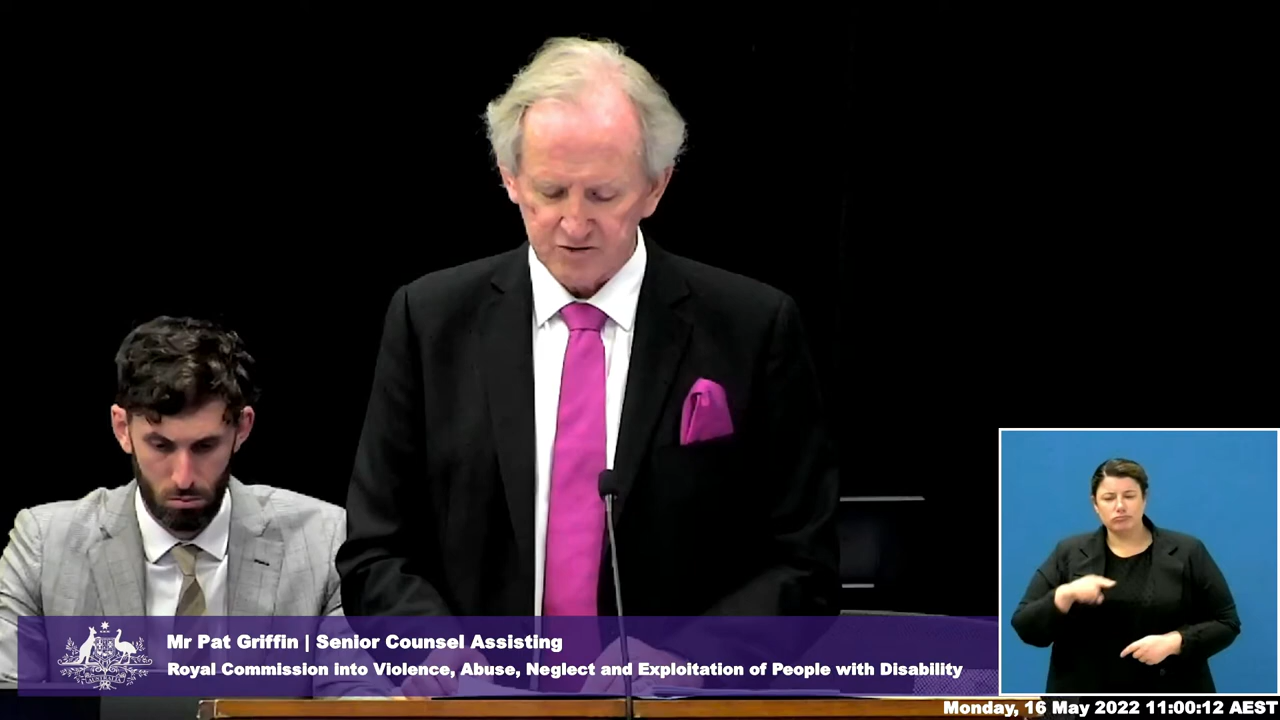 Mr Pat Griffin | Senior Counsel Assisting
Royal Commission into Violence, Abuse, Neglect and Exploitation of People with Disability
AUSTRALIA
Monday, 16 May 2022 11:00:12 AEST